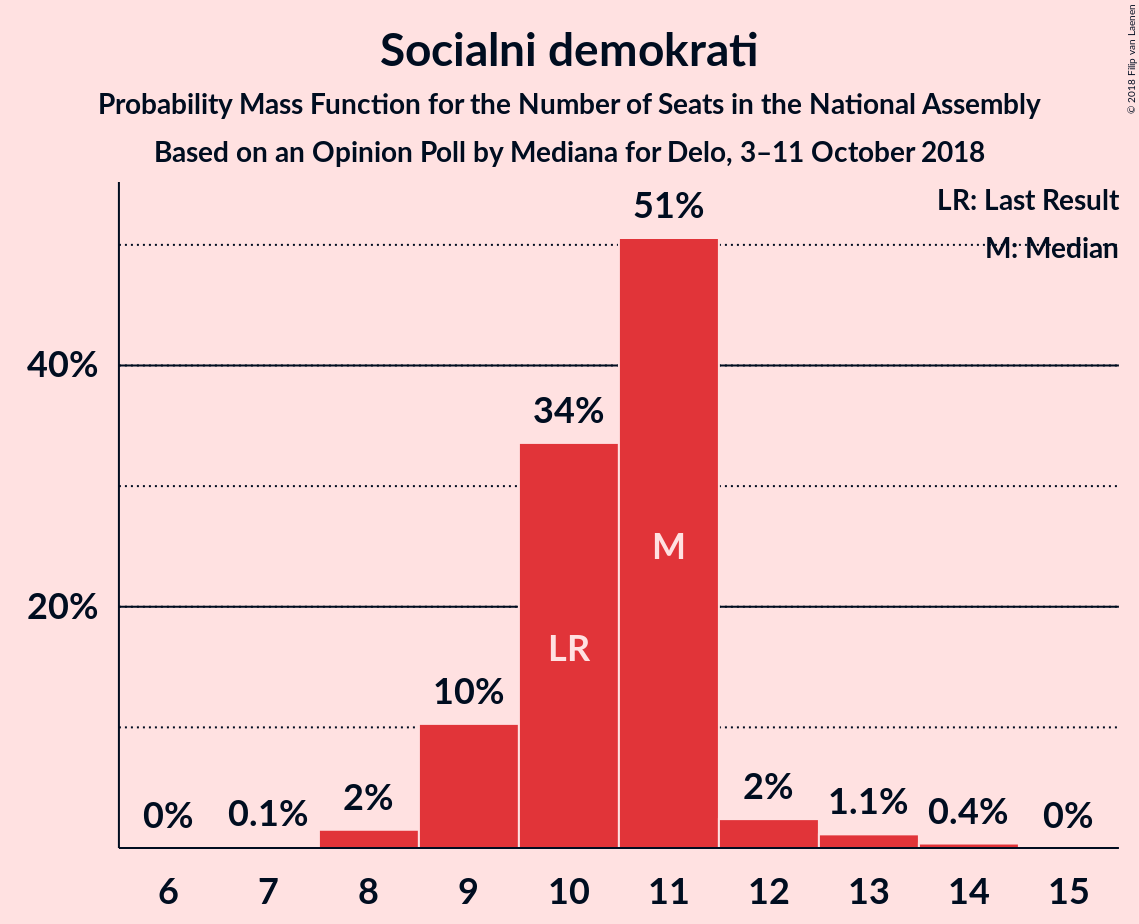 Socialni demokrati
Probability Mass Function for the Number of Seats in the National Assembly
Based on an Opinion Poll by Mediana for Delo, 3–11 October 2018
© 2018 Filip van Laenen
LR: Last Result
M: Median
40%
20%
0%
0.1%
2%
10%
34%
51%
2%
1.1%
0.4%
0%
LR
M
6 7 8 9 10 11 12 13 14 15